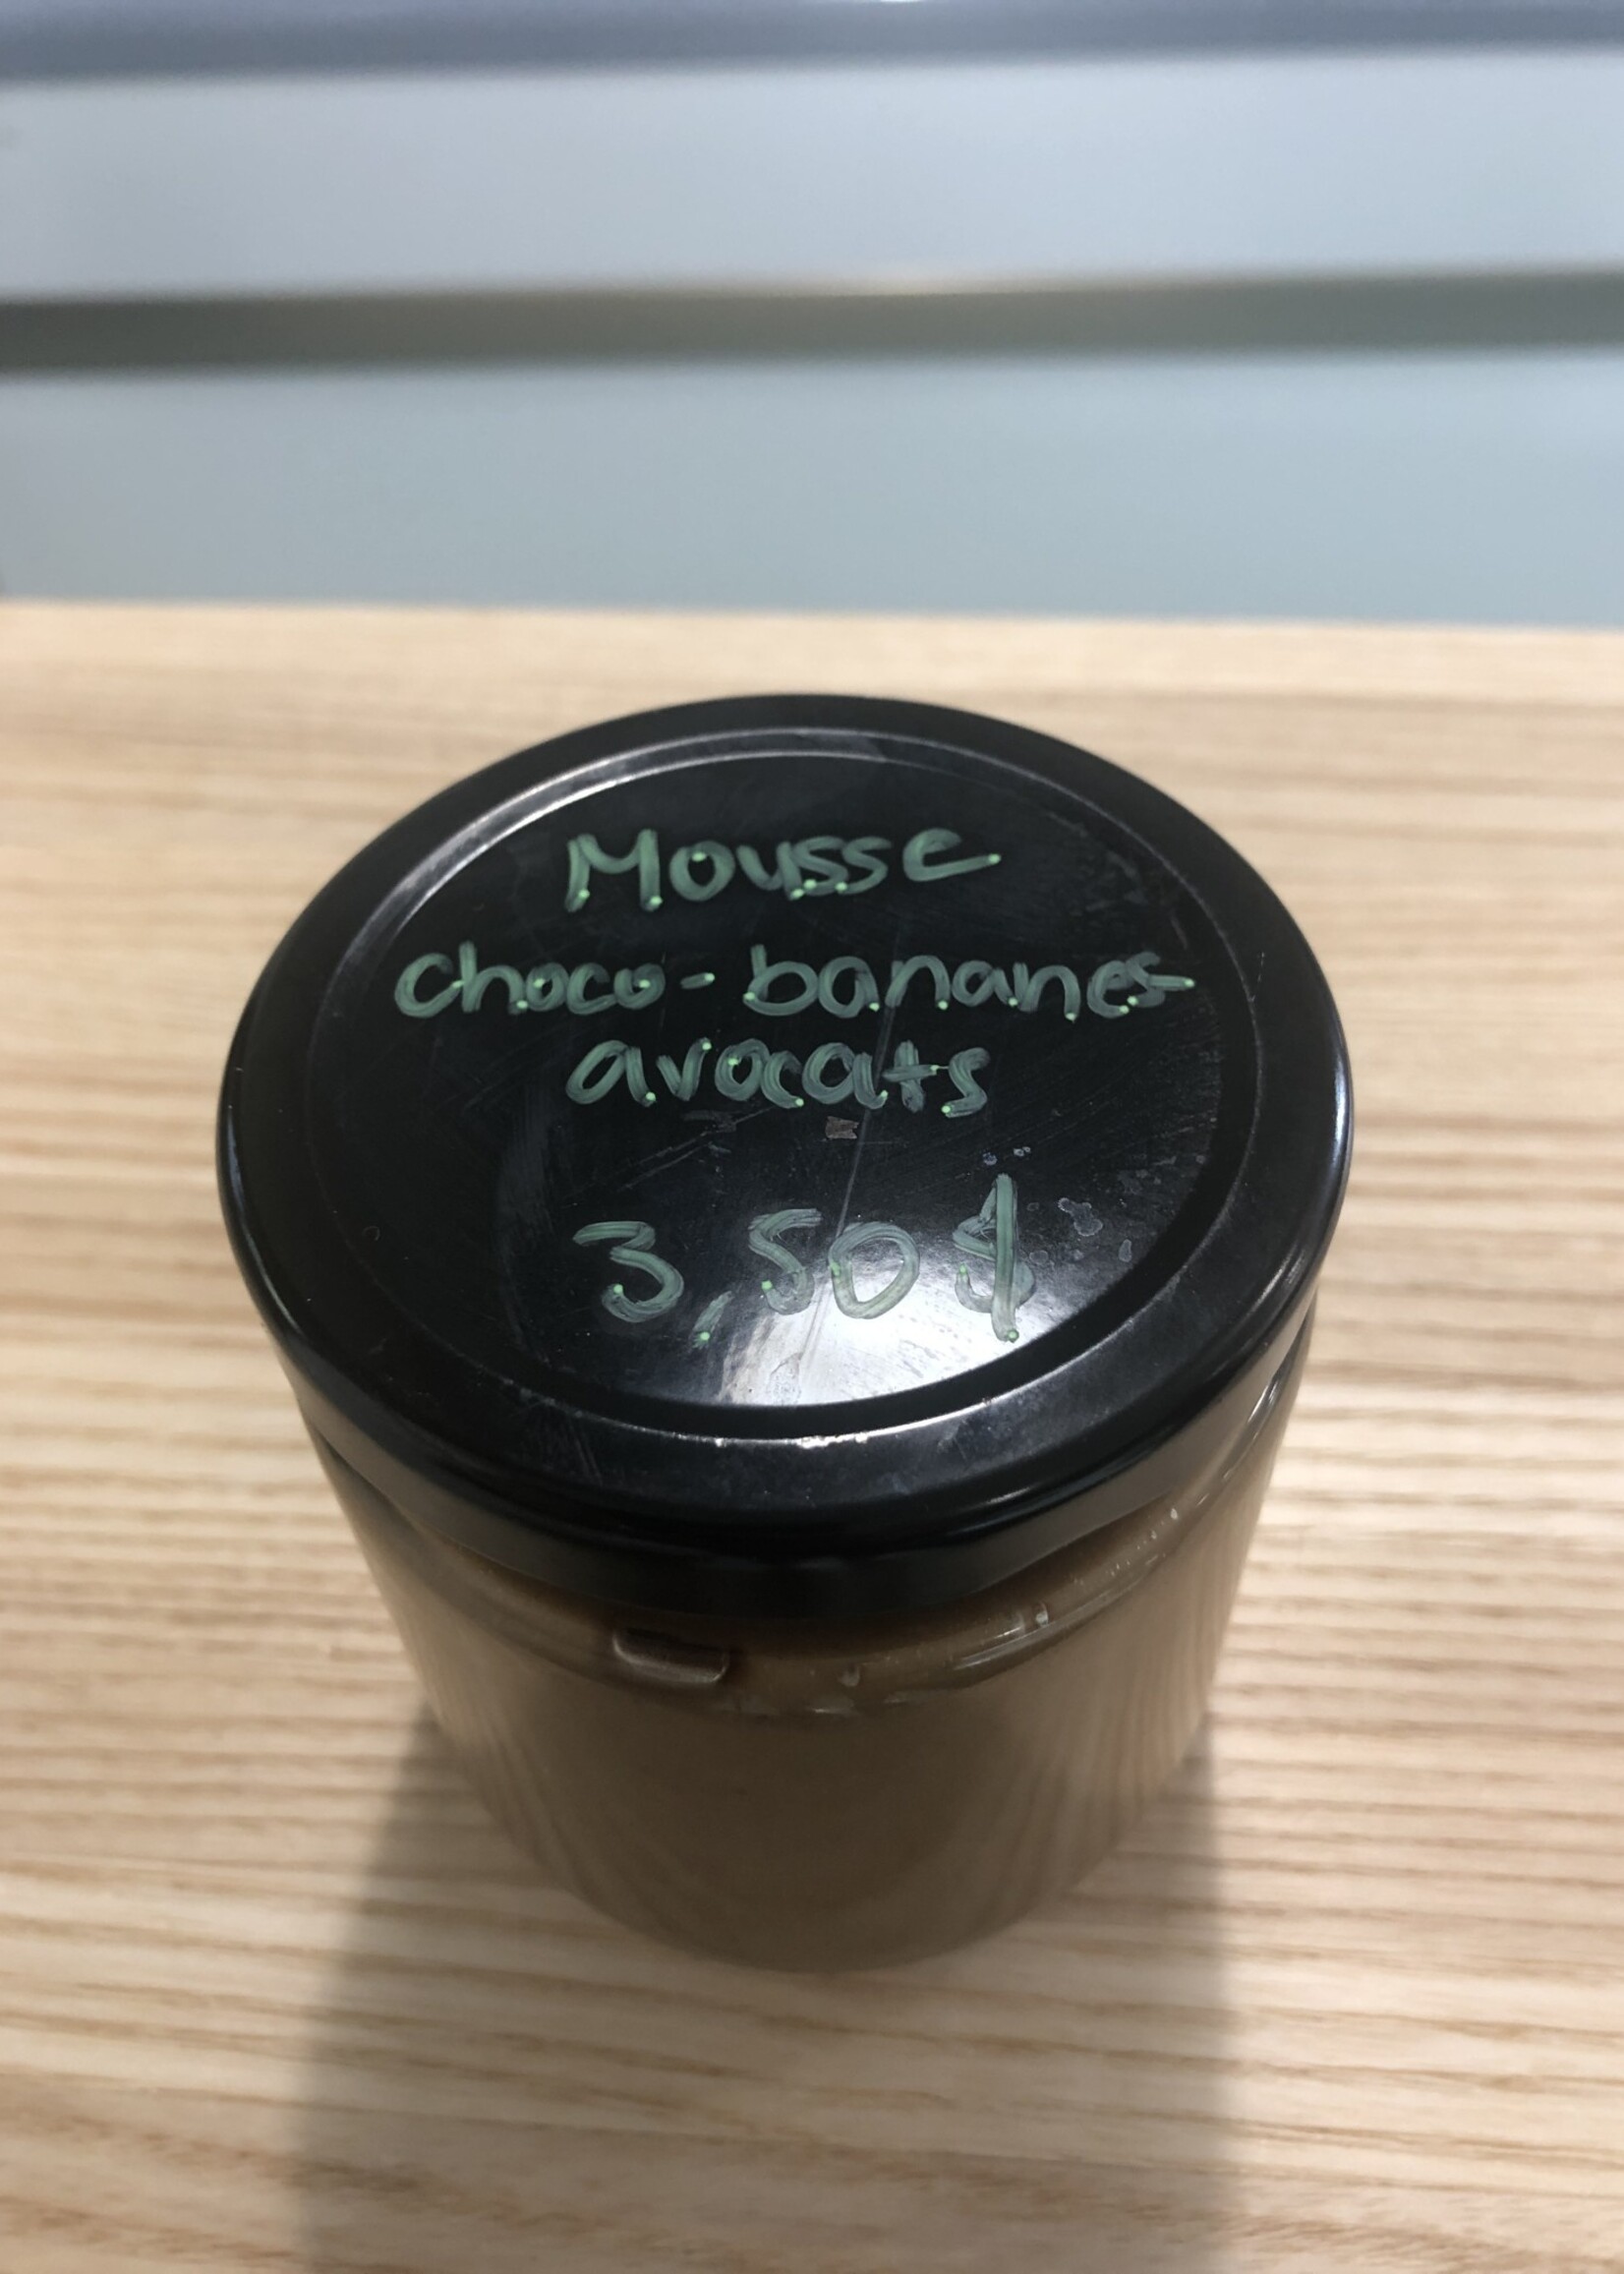 Mousse
choco-bananes-
avocats
3,50$